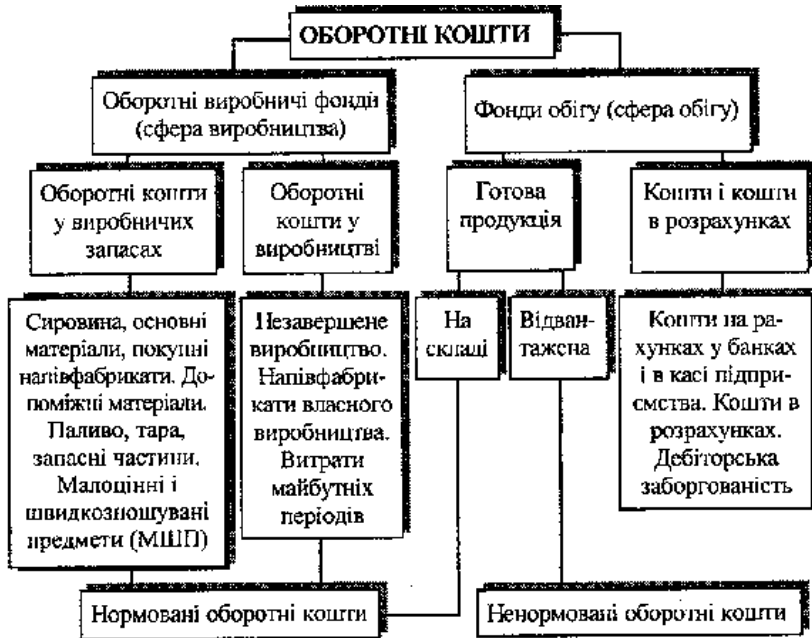 ОБОРОТНІ КОШТИ
Оборотні виробничі фонди
(сфера виробництва)
Фонди обігу (сфера обігу)
Оборотні кошти
у виробничих
запасах
Оборотні
кошти у
виробництві
Готова
продукція
Кошти і кошти
в розрахунках
Сировина, основні
матеріали, покупні
напівфабрикати. До-
поміжні матеріали.
Паливо, тара,
запасні частини.
Малоцінні і
швидкозношувані
предмети (МШП)
Незавершене
виробництво.
Напівфабри-
кати власного
виробництва.
Витрати
майбутніх
періодів
На
складі
Відван-
тажена
Кошти на ра-
хунках у банках
і в касі підпри-
ємства. Кошти в
розрахунках.
Дебіторська
заборгованість
Нормовані оборотні кошти
Ненормовані оборотні кошти